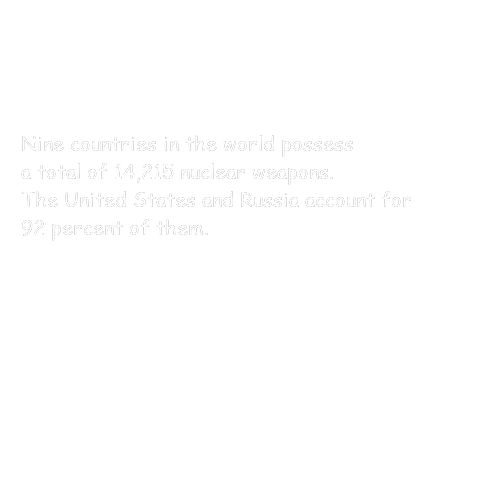 Nine countries in the world possess
a total of 14,215 nuclear weapons.
The United States and Russia account for
92 percent of them.